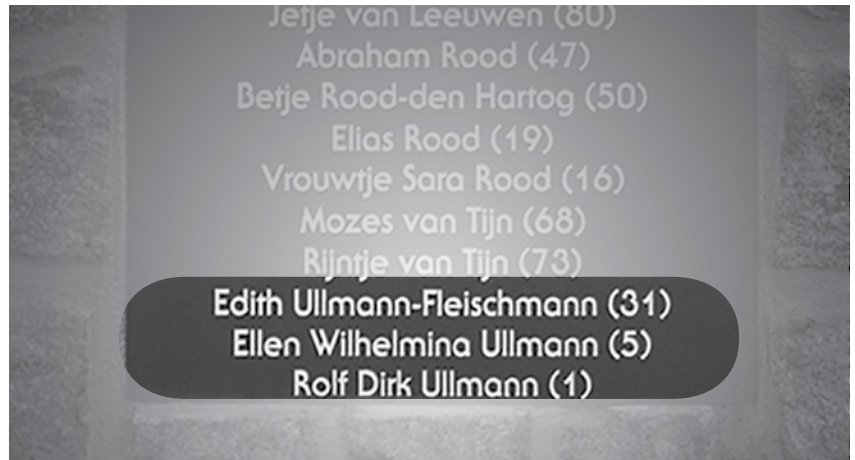 Jetje van Leeuwen (80)
Abraham Rood (47)
Betje Rood-den Hartog (50)
Elias Rood (19)
Vrouwtje Sara Rood (16)
Mozes van Tijn (68)
Rijntje van Tijn (73)
Edith Ullmann-Fleischmann (31)
Ellen Wilhelmina Ullmann (5)
Rolf Dirk Ullmann (1)